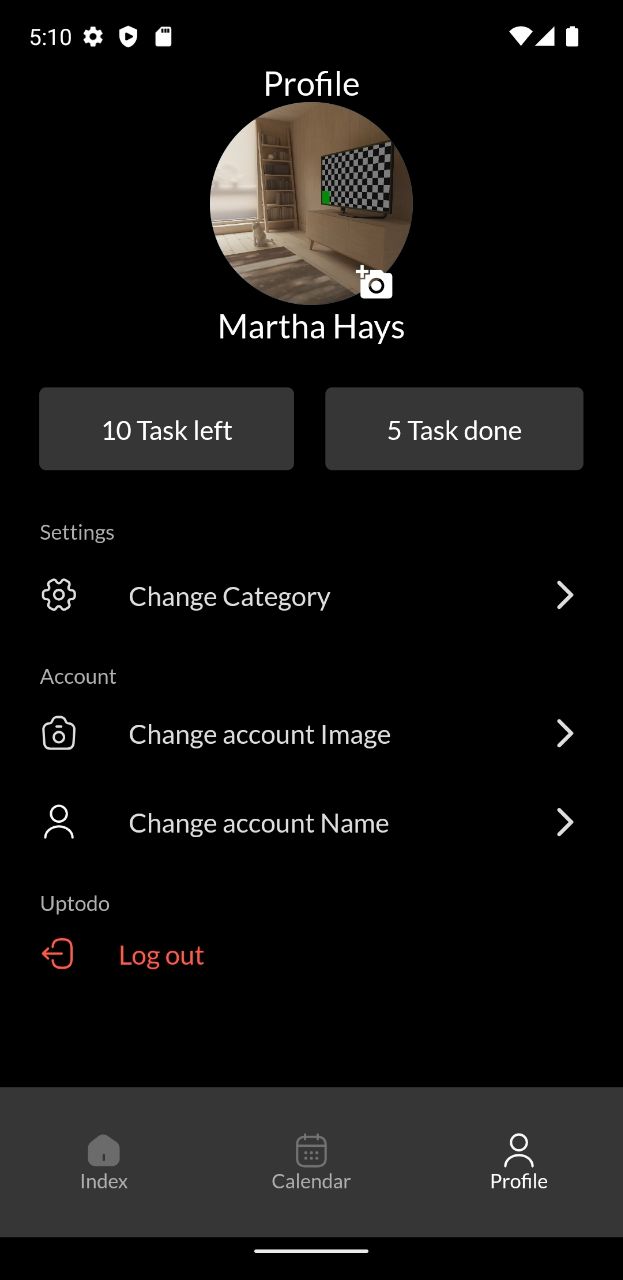 5:10
Profile
Martha Hays
10 Task left
5 Task done
Settings
Change Category
Account
Change account Image
Change account Name
Uptodo
Log out
Index
Calendar
Profile